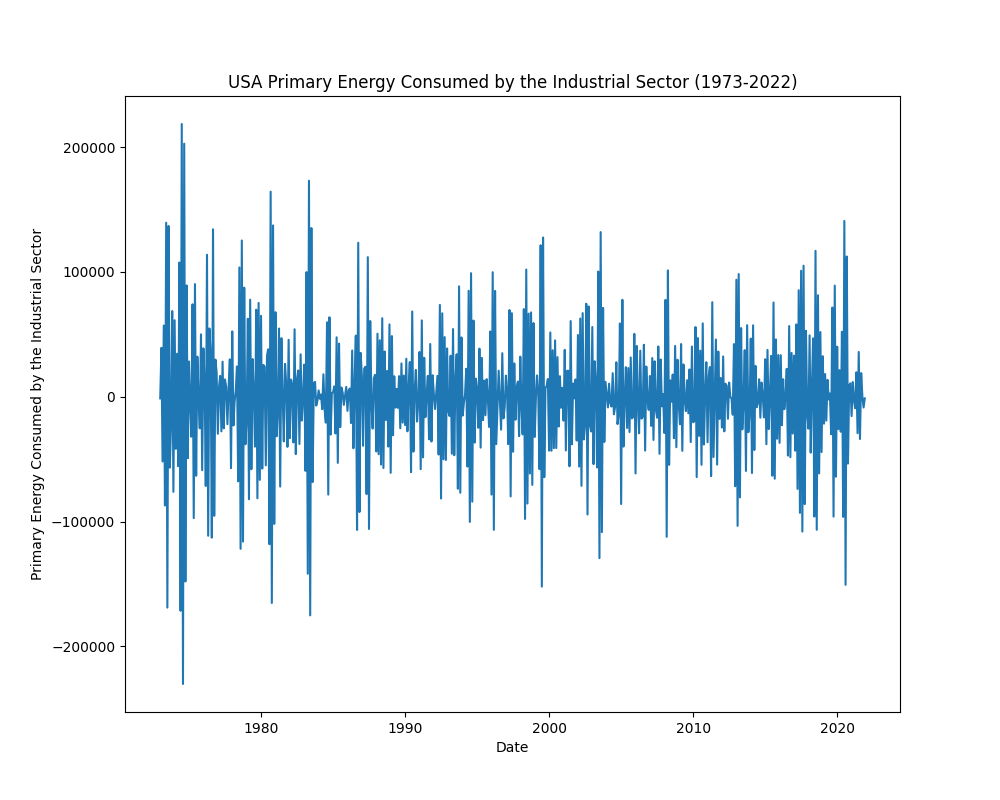 USA Primary Energy Consumed by the Industrial Sector (1973-2022)
Primary Energy Consumed by the Industrial Sector
200000
100000
0
−100000
−200000
1980 1990 2000 2010 2020
Date